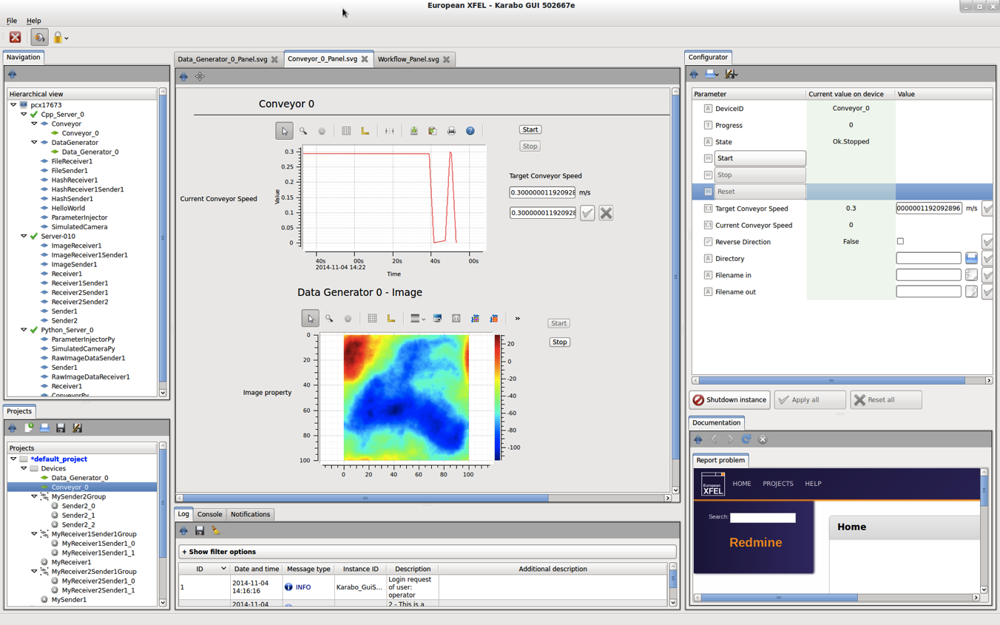 European XFEL - Karabo GUI 502667e
File Help
Navigation
Hierarchical view
pcx17673
Cpp_Server_0
Conveyor
Conveyor_0
DataGenerator
Data_Generator_0
FileReceiver1
FileSender1
HashReceiver1
HashReceiver1Sender1
HashSender1
HelloWorld
ParameterInjector
SimulatedCamera
Server-010
ImageReceiver1
ImageReceiver1Sender1
ImageSender1
Receiver1
Receiver1Sender1
Receiver2Sender1
Receiver2Sender2
Sender1
Sender2
Python_Server_0
ParameterInjectorPy
SimulatedCameraPy
RawImageDataSender1
Sender1
RawImageDataReceiver1
Receiver1
ConveyorPy
Projects
Projects
*default_project
Devices
Data_Generator_0
Conveyor_0
MySender2Group
Sender2_0
Sender2_1
Sender2_2
MyReceiver1Sender1Group
MyReceiver1Sender1_0
MyReceiver1Sender1_1
MyReceiver1
MyReceiver2Sender1Group
MyReceiver2Sender1_0
MyReceiver2Sender1_1
MySender1
Data_Generator_0_Panel.svg Conveyor_0_Panel.svg Workflow_Panel.svg
Conveyor 0
Start
Stop
Current Conveyor Speed
Value
0.3
0.25
0.2
0.15
0.1
0.05
0
40s 00s 20s 40s 00s
2014-11-04 14:22
Time
Target Conveyor Speed
0.300000011920928 m/s
0.300000011920928
Data Generator 0 - Image
»
Start
Stop
Image property
0
20
40
60
80
100
0 20 40 60 80 100
20
0
-20
-40
-60
-80
-100
Log Console Notifications
+ Show filter options
ID Date and time Message type Instance ID Description Additional description
1 2014-11-04 14:16:16 INFO Karabo_GuiS... Login request of user: operator
2014-11-04 2 - This is a
Configurator
Parameter Current value on device Value
DeviceID Conveyor_0
Progress 0
State Ok.Stopped
Start
Stop
Reset
Target Conveyor Speed 0.3 0000001192092896 m/s
Current Conveyor Speed 0
Reverse Direction False
Directory
Filename in
Filename out
Shutdown instance Apply all Reset all
Documentation
Report problem
European XFEL HOME PROJECTS HELP
Search:
Redmine
Home